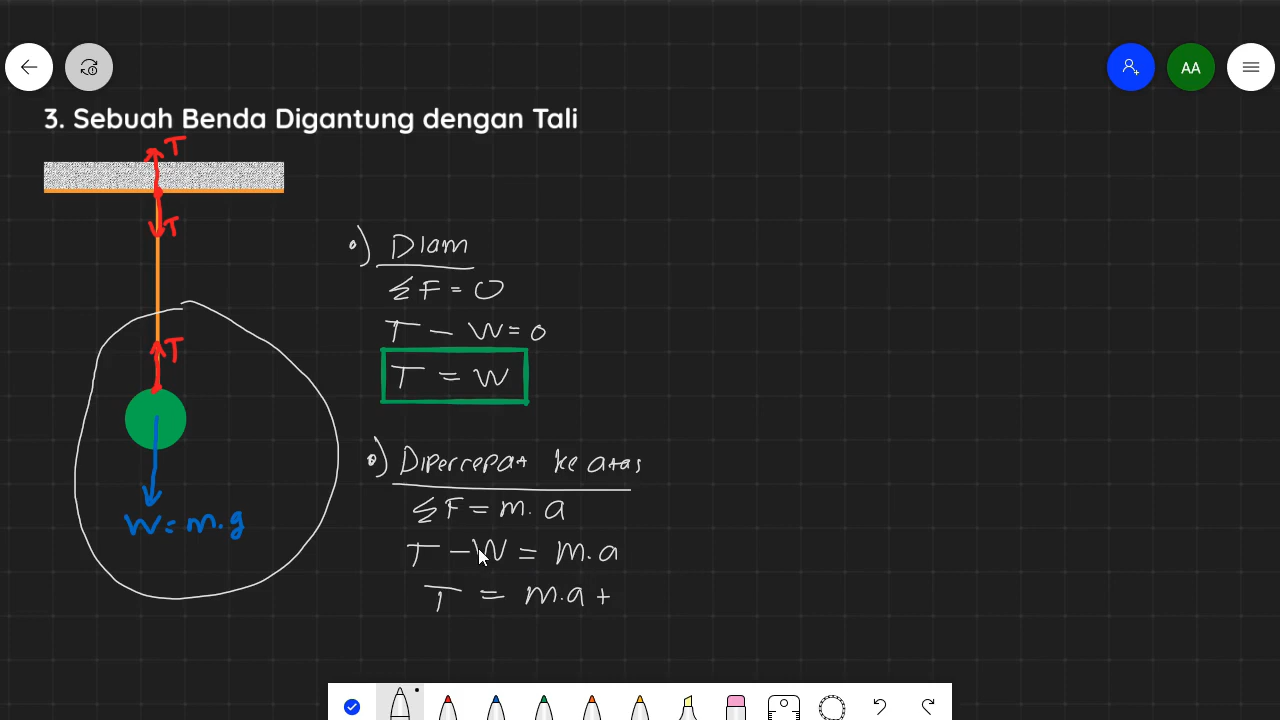 AA
3. Sebuah Benda Digantung dengan Tali
T
T
T
W = m.g
•) Diam
ΣF = 0
T - W = 0
T = W
•) Dipercepat ke atas
ΣF = m.a
T - W = m.a
T = m.a +